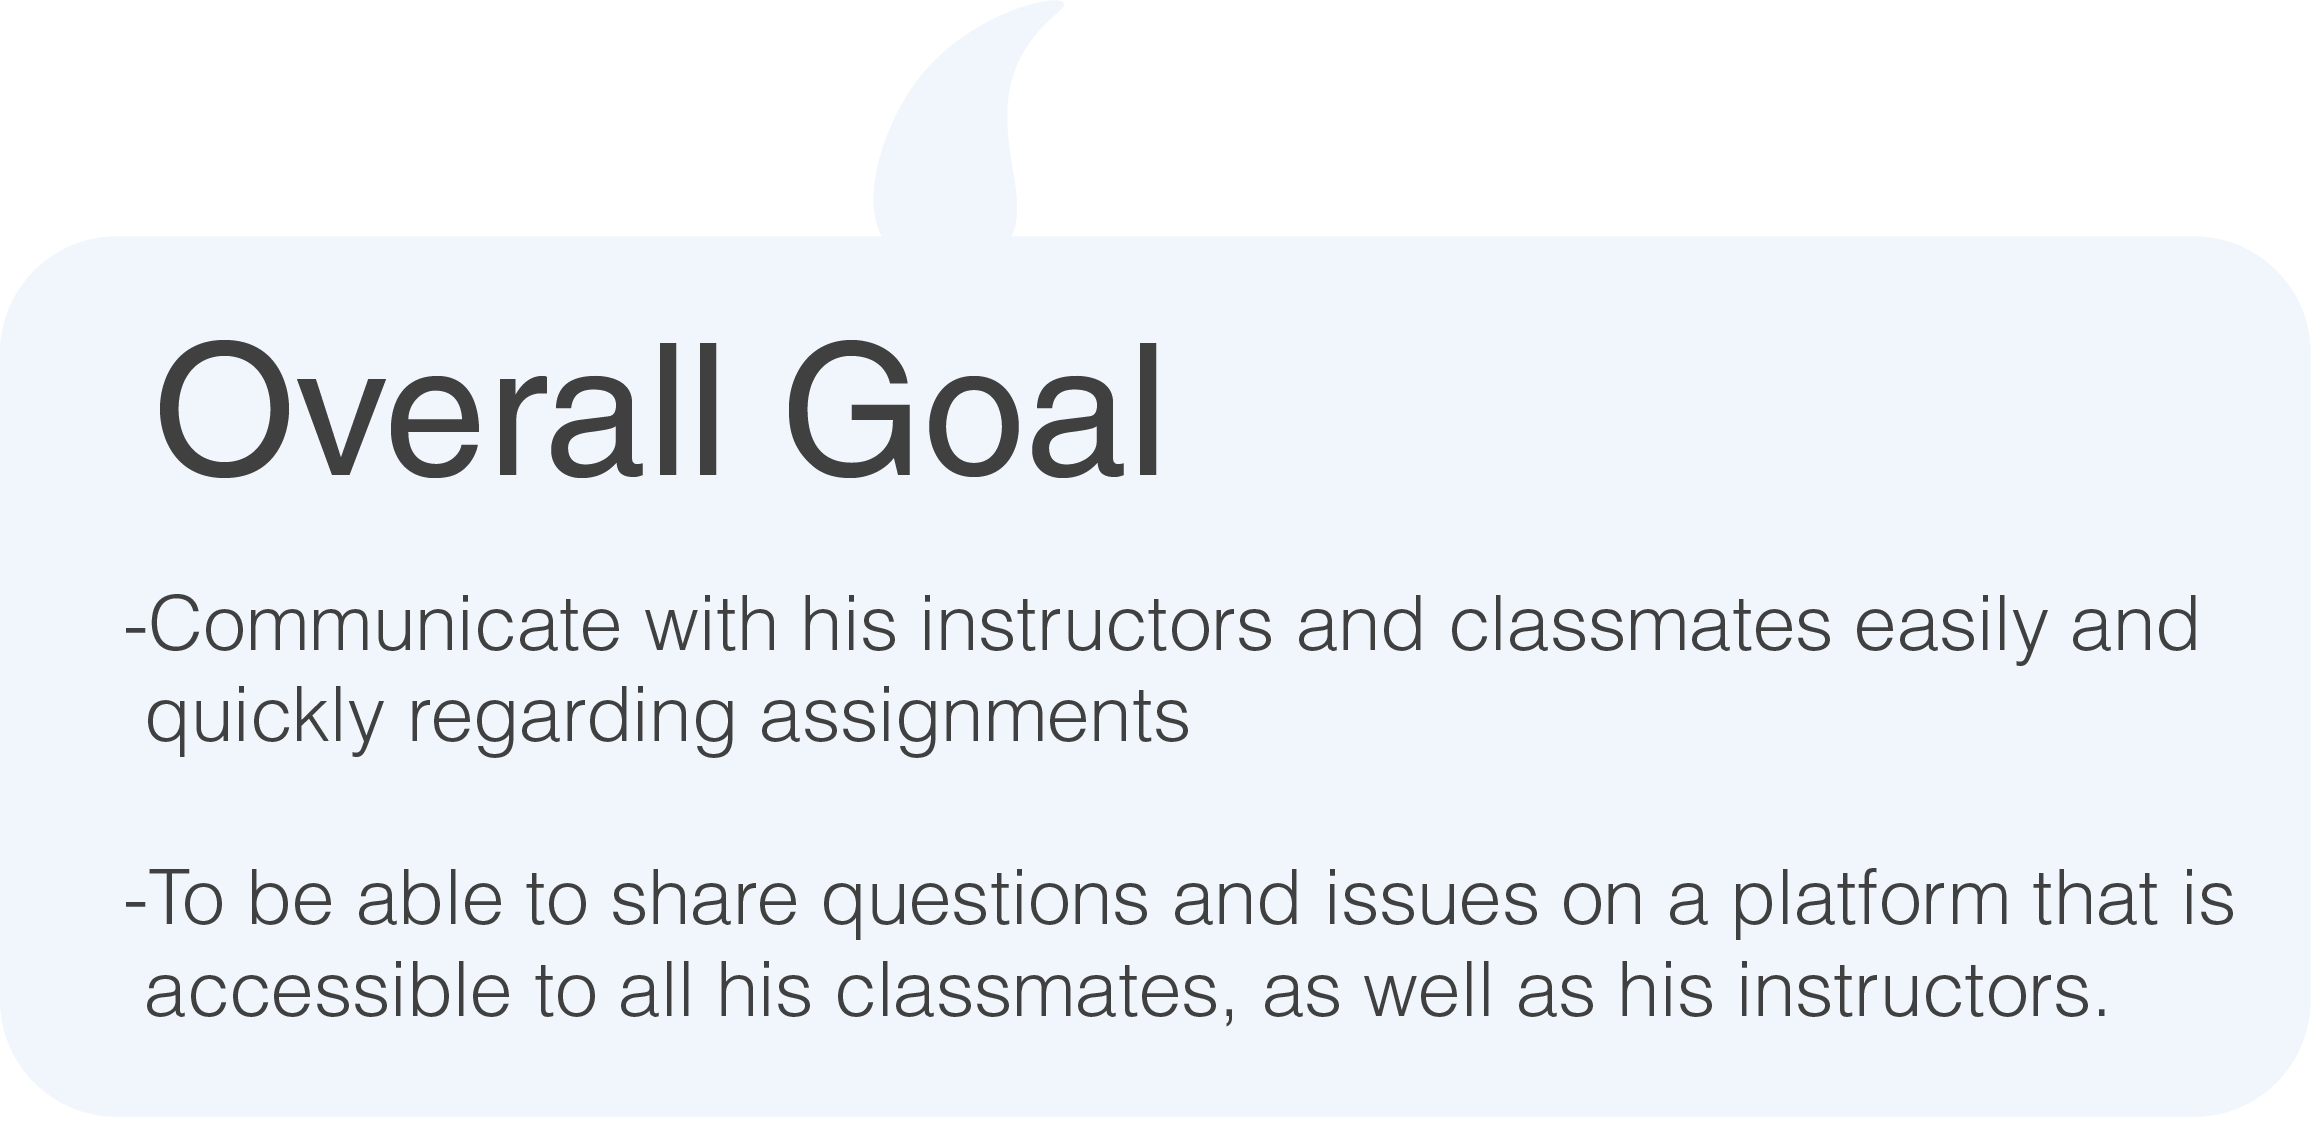 Overall Goal
-Communicate with his instructors and classmates easily and
quickly regarding assignments
-To be able to share questions and issues on a platform that is
accessible to all his classmates, as well as his instructors.